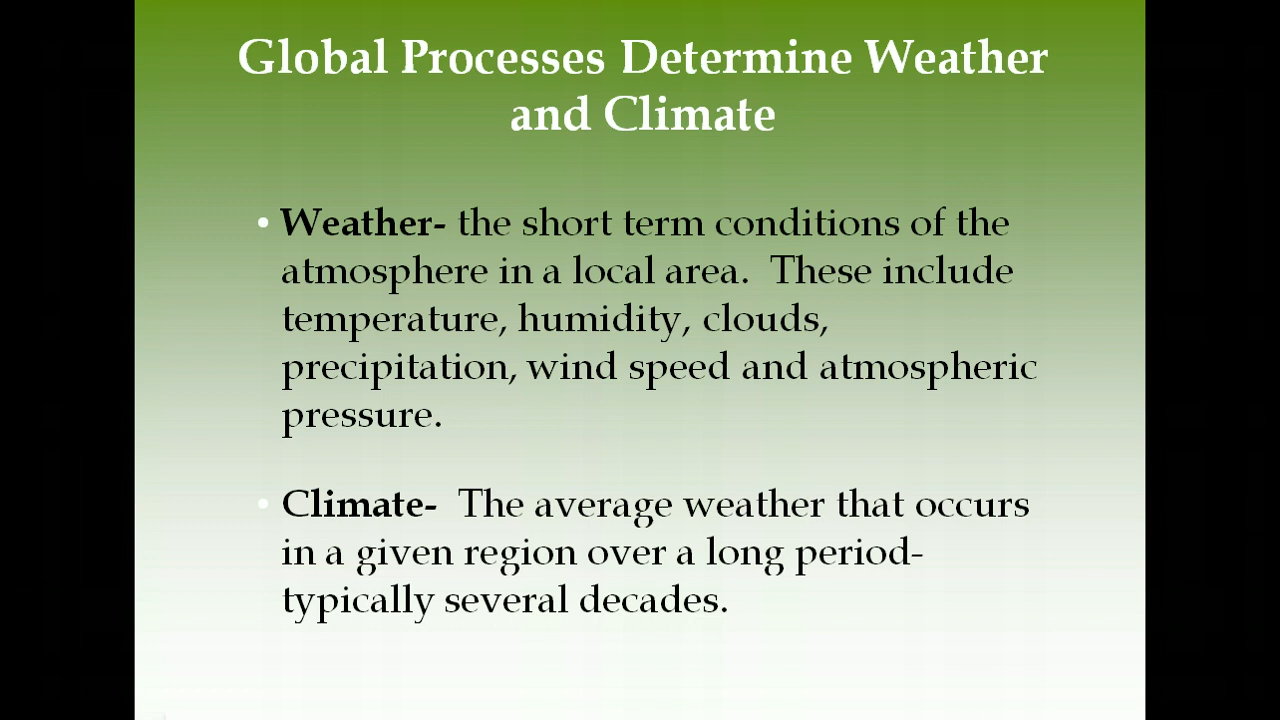 Global Processes Determine Weather
and Climate
• Weather- the short term conditions of the
atmosphere in a local area.  These include
temperature, humidity, clouds,
precipitation, wind speed and atmospheric
pressure.
• Climate-  The average weather that occurs
in a given region over a long period-
typically several decades.